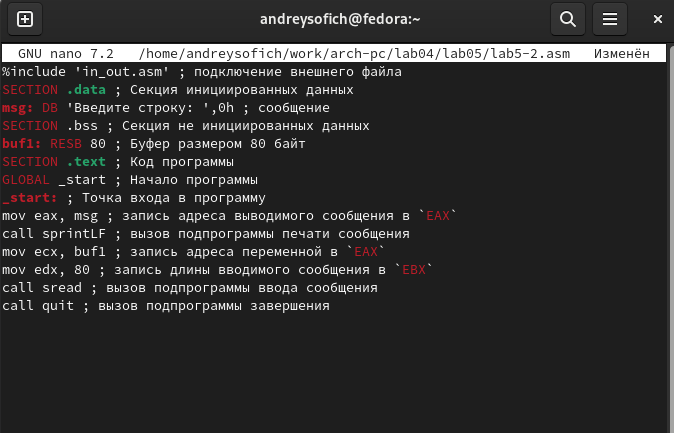 andreysofich@fedora:~
GNU nano 7.2 /home/andreysofich/work/arch-pc/lab04/lab05/lab5-2.asm Изменён
%include 'in_out.asm' ; подключение внешнего файла
SECTION .data ; Секция инициированных данных
msg: DB 'Введите строку: ',0h ; сообщение
SECTION .bss ; Секция не инициированных данных
buf1: RESB 80 ; Буфер размером 80 байт
SECTION .text ; Код программы
GLOBAL _start ; Начало программы
_start: ; Точка входа в программу
mov eax, msg ; запись адреса выводимого сообщения в `EAX`
call sprintLF ; вызов подпрограммы печати сообщения
mov ecx, buf1 ; запись адреса переменной в `EAX`
mov edx, 80 ; запись длины вводимого сообщения в `EBX`
call sread ; вызов подпрограммы ввода сообщения
call quit ; вызов подпрограммы завершения